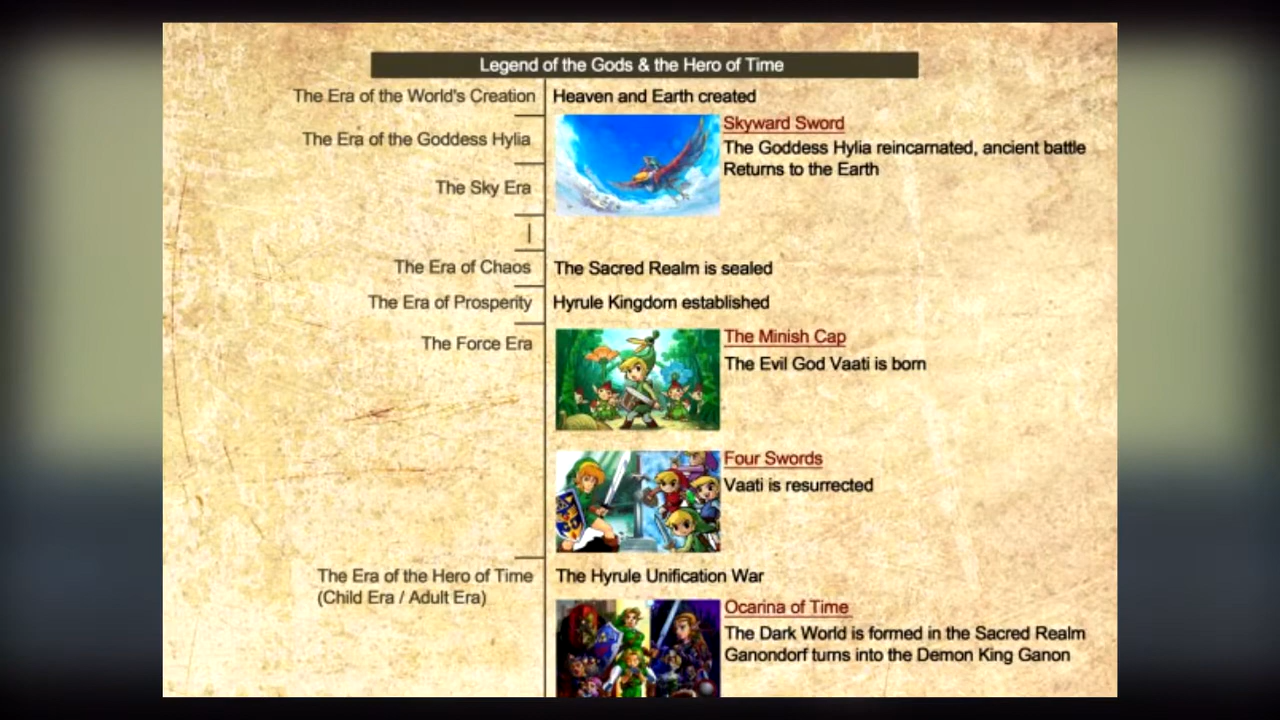 Legend of the Gods & the Hero of Time
The Era of the World's Creation
Heaven and Earth created
The Era of the Goddess Hylia
Skyward Sword
The Goddess Hylia reincarnated, ancient battle
Returns to the Earth
The Sky Era
The Era of Chaos
The Sacred Realm is sealed
The Era of Prosperity
Hyrule Kingdom established
The Force Era
The Minish Cap
The Evil God Vaati is born
Four Swords
Vaati is resurrected
The Era of the Hero of Time
(Child Era / Adult Era)
The Hyrule Unification War
Ocarina of Time
The Dark World is formed in the Sacred Realm
Ganondorf turns into the Demon King Ganon